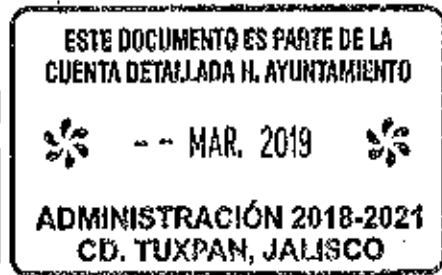 ESTE DOCUMENTO ES PARTE DE LA
CUENTA DETALLADA H. AYUNTAMIENTO
-- MAR. 2019
ADMINISTRACIÓN 2018-2021
CD. TUXPAN, JALISCO